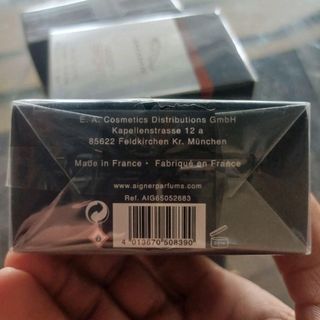 E. A. Cosmetics Distributions GmbH
Kapellenstrasse 12 a
85622 Feldkirchen Kr. München
Made in France • Fabriqué en France
www.aignerparfums.com
Ref. AIG65052683
4 013670 508390